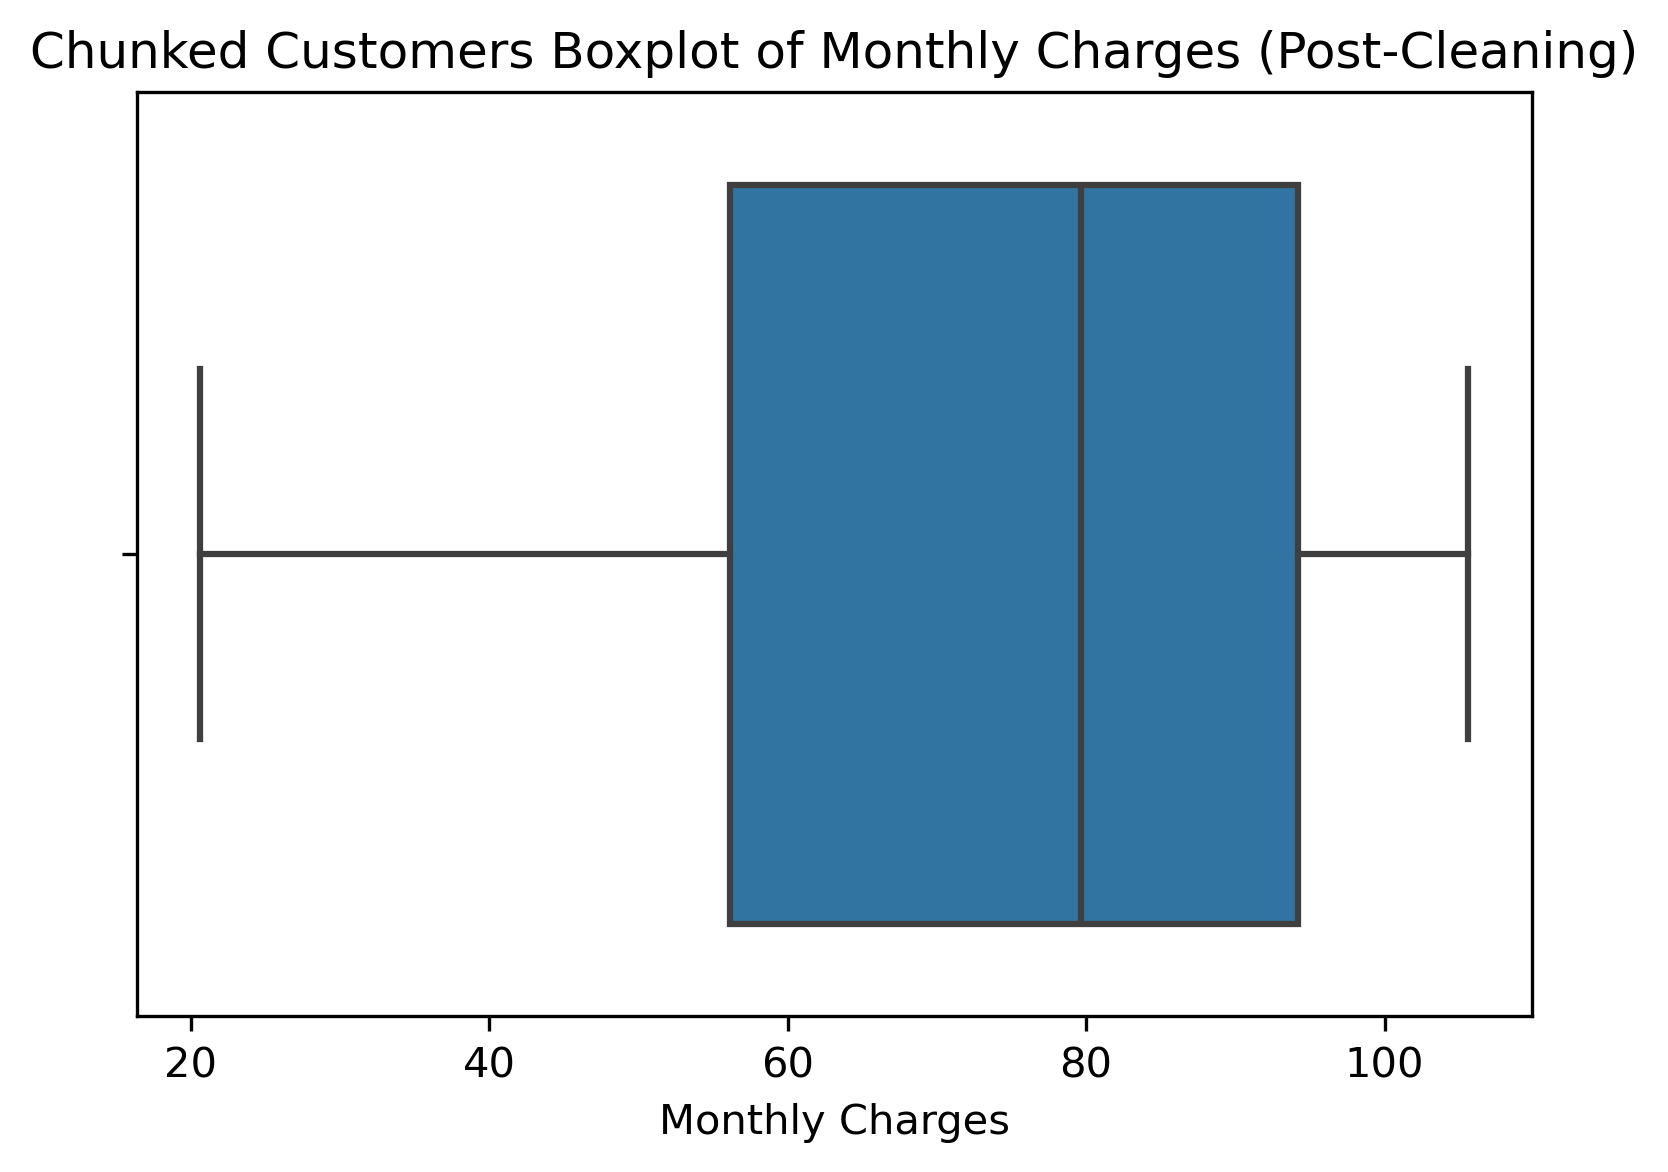 Chunked Customers Boxplot of Monthly Charges (Post-Cleaning)
20 40 60 80 100
Monthly Charges